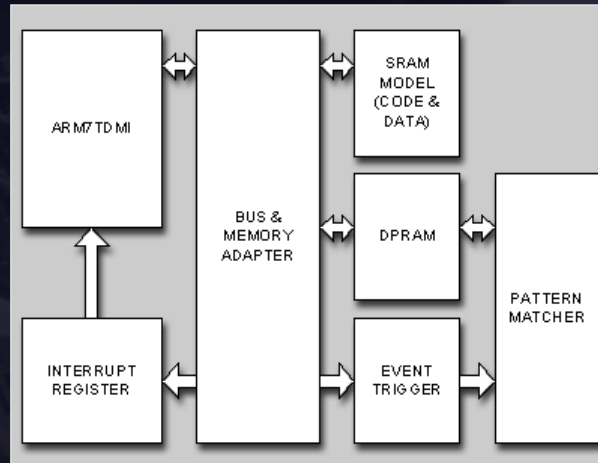 ARM7TDMI
BUS &
MEMORY
ADAPTER
SRAM
MODEL
(CODE &
DATA)
DPRAM
PATTERN
MATCHER
INTERRUPT
REGISTER
EVENT
TRIGGER